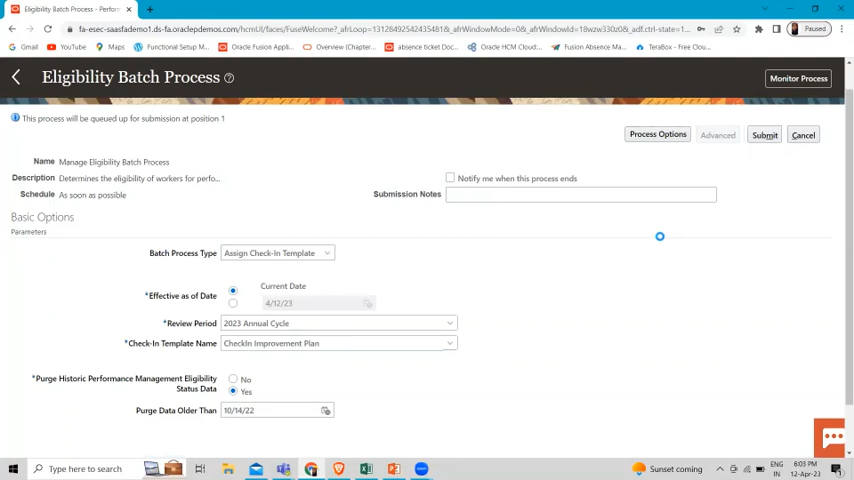 Eligibility Batch Process - Perform
fa-esec-saasfademo1.ds-fa.oraclepdemos.com/hcmUI/faces/FuseWelcome?_afrLoop=13128492542435481&_afrWindowMode=0&_afrWindowId=18wzw330z0&_adf.ctrl-state=1...
Paused
Gmail YouTube Maps Functional Setup M... Oracle Fusion Appli... Overview (Chapter... absence ticket Doc... Oracle HCM Cloud:... Fusion Absence Ma... TeraBox - Free Clou...
Eligibility Batch Process
Monitor Process
This process will be queued up for submission at position 1
Process Options Advanced Submit Cancel
Name Manage Eligibility Batch Process
Description Determines the eligibility of workers for perfo... Notify me when this process ends
Schedule As soon as possible Submission Notes
Basic Options
Parameters
Batch Process Type Assign Check-In Template
Current Date
*Effective as of Date 4/12/23
*Review Period 2023 Annual Cycle
*Check-In Template Name CheckIn Improvement Plan
*Purge Historic Performance Management Eligibility Status Data No
Yes
Purge Data Older Than 10/14/22
Type here to search
Sunset coming
ENG
IN
6:03 PM
12-Apr-23